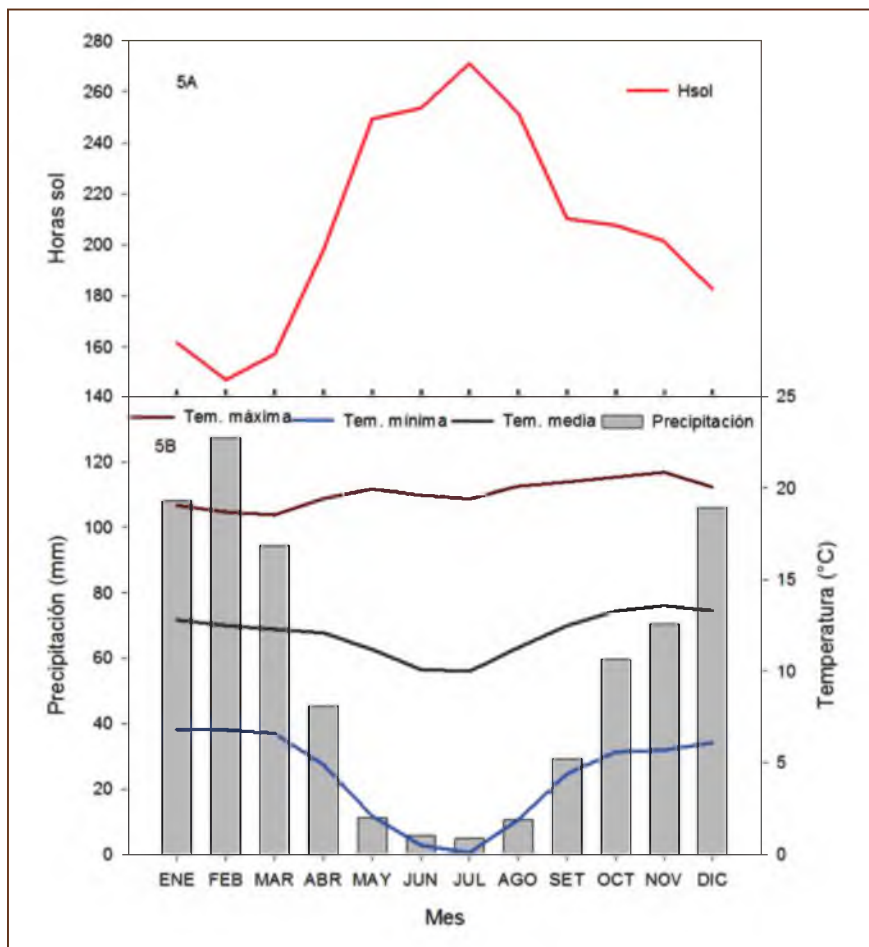 280
260
240
220
200
180
160
140
Horas sol
5A
Hsol
25
20
15
10
5
0
Temperatura (°C)
Tem. máxima
Tem. mínima
Tem. media
Precipitación
5B
120
100
80
60
40
20
0
Precipitación (mm)
ENE FEB MAR ABR MAY JUN JUL AGO SET OCT NOV DIC
Mes